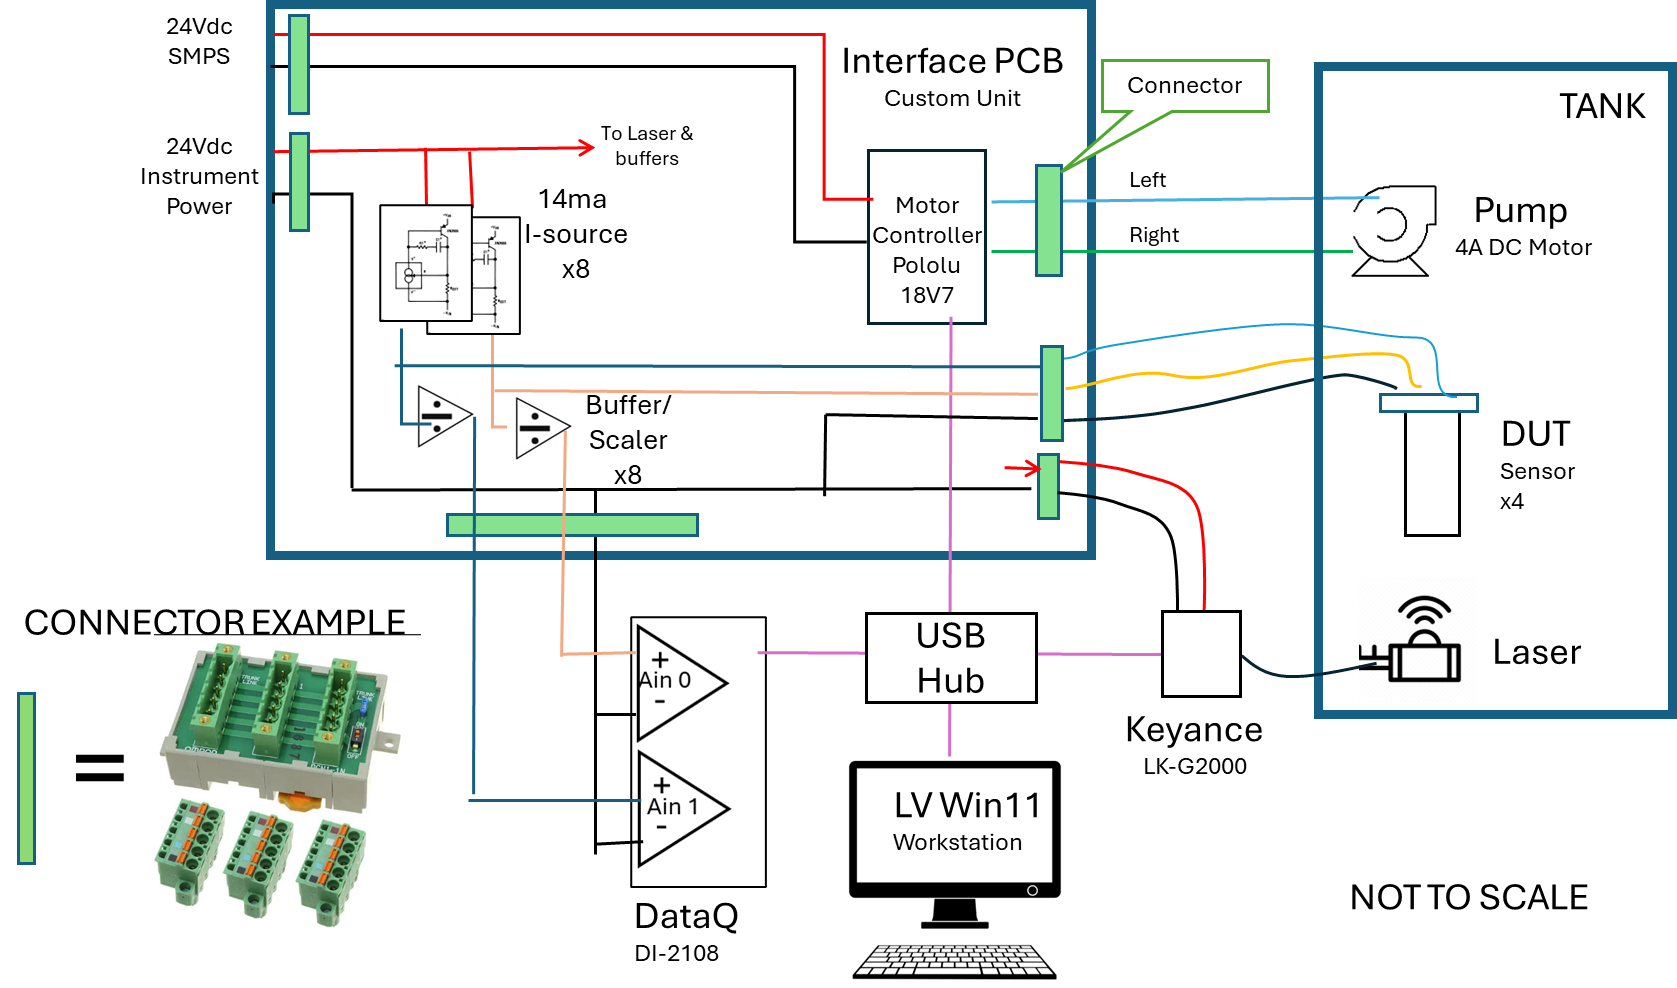 24Vdc
SMPS
Interface PCB
Custom Unit
Connector
TANK
24Vdc
Instrument
Power
To Laser &
buffers
14ma
I-source
x8
Motor
Controller
Pololu
18V7
Left
Right
Pump
4A DC Motor
Buffer/
Scaler
x8
DUT
Sensor
x4
CONNECTOR EXAMPLE
Ain 0
Ain 1
USB
Hub
Laser
Keyance
LK-G2000
LV Win11
Workstation
DataQ
DI-2108
NOT TO SCALE